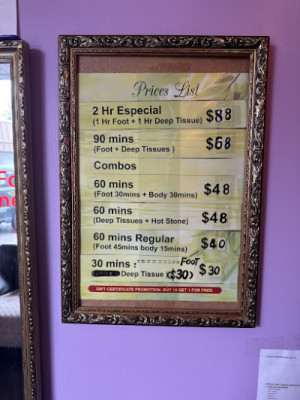 Prices List
2 Hr Especial $88
(1 Hr Foot + 1 Hr Deep Tissue)
90 mins $68
(Foot + Deep Tissues )
Combos
60 mins $48
(Foot 30mins + Body 30mins)
60 mins $48
(Deep Tissues + Hot Stone)
60 mins Regular $40
(Foot 45mins body 15mins)
30 mins : FOOT $30
Deep Tissue ($30)
GIFT CERTIFICATE PROMOTION. BUY 10 GET 1 FOR FREE